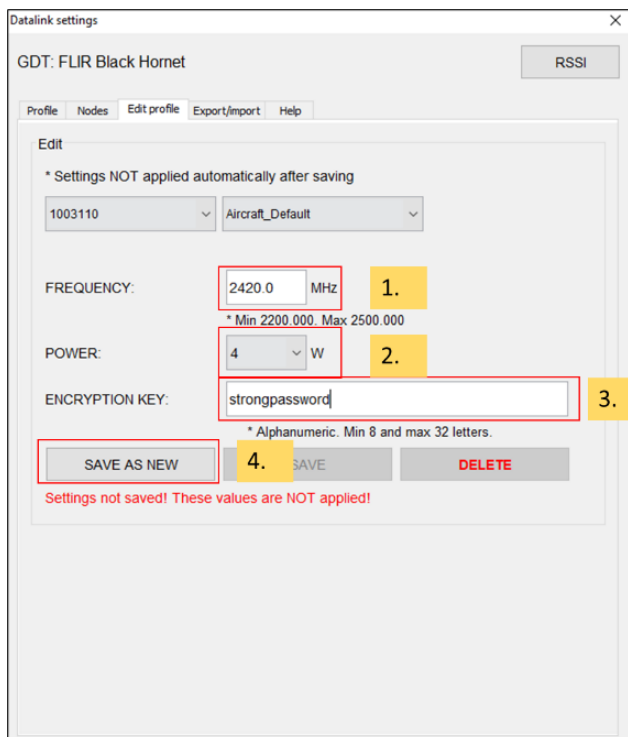 Datalink settings
GDT: FLIR Black Hornet
RSSI
Profile Nodes Edit profile Export/import Help
Edit
* Settings NOT applied automatically after saving
1003110 Aircraft_Default
FREQUENCY: 2420.0 MHz 1.
* Min 2200.000. Max 2500.000
POWER: 4 W 2.
ENCRYPTION KEY: strongpassword 3.
* Alphanumeric. Min 8 and max 32 letters.
SAVE AS NEW 4. SAVE DELETE
Settings not saved! These values are NOT applied!